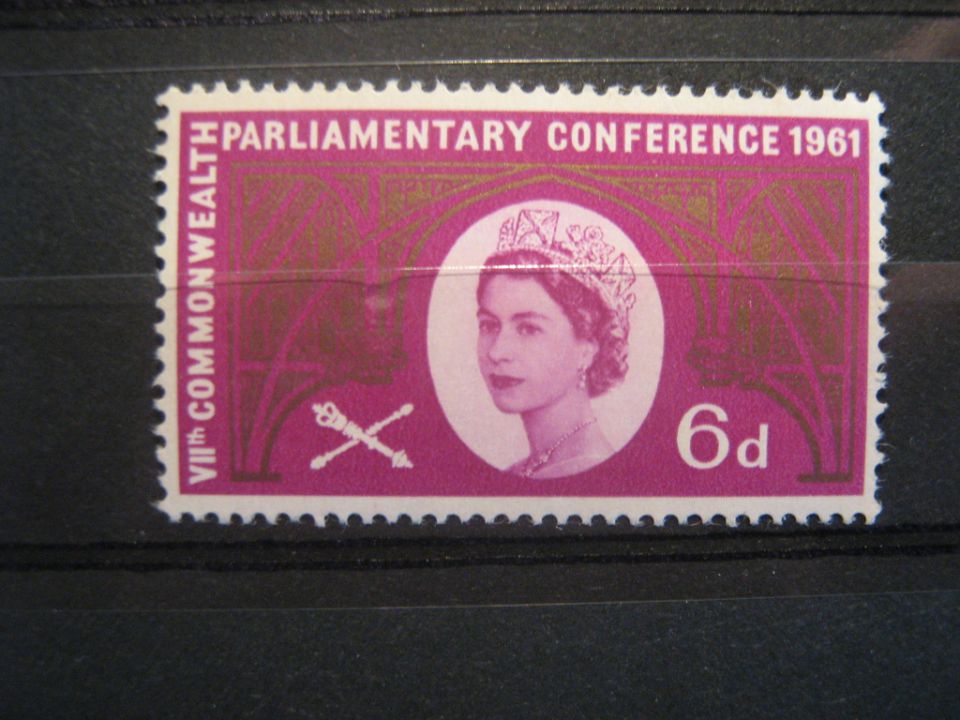 VIIth COMMONWEALTH
PARLIAMENTARY CONFERENCE 1961
6d